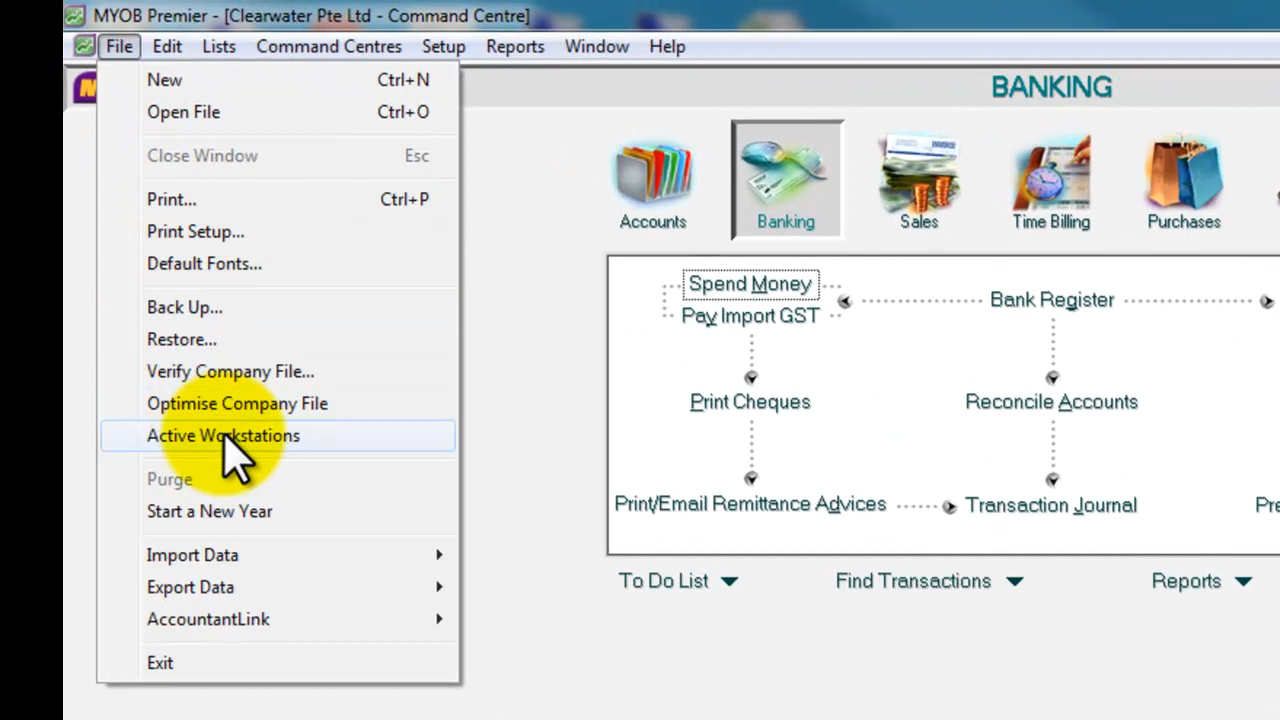 MYOB Premier - [Clearwater Pte Ltd - Command Centre]
File Edit Lists Command Centres Setup Reports Window Help
BANKING
New Ctrl+N
Open File Ctrl+O
Close Window Esc
Print... Ctrl+P
Print Setup...
Default Fonts...
Back Up...
Restore...
Verify Company File...
Optimise Company File
Active Workstations
Purge
Start a New Year
Import Data
Export Data
AccountantLink
Exit
Accounts Banking Sales Time Billing Purchases
Spend Money
Pay Import GST
Bank Register
Print Cheques
Reconcile Accounts
Print/Email Remittance Advices
Transaction Journal
To Do List Find Transactions Reports